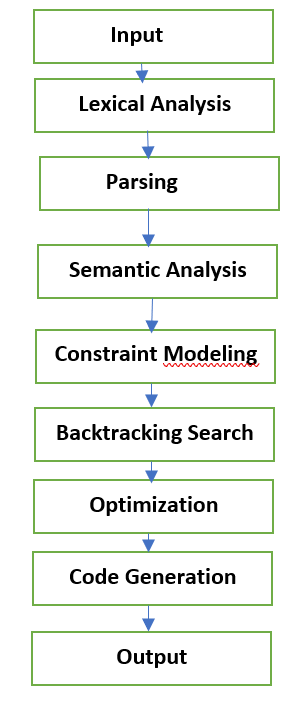 Input
Lexical Analysis
Parsing
Semantic Analysis
Constraint Modeling
Backtracking Search
Optimization
Code Generation
Output